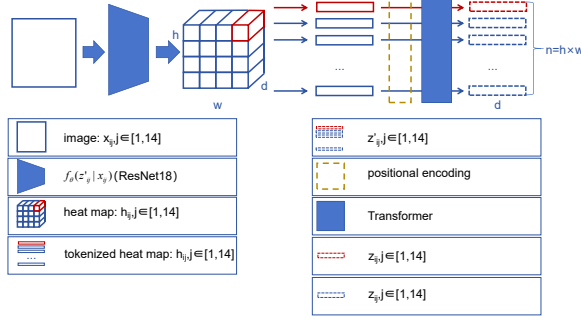 h
w
d
...
...
d
n=h×w
image: xij,j∈[1,14]
fθ(z'ij | xij)(ResNet18)
heat map: hij,j∈[1,14]
...
tokenized heat map: hij,j∈[1,14]
z'ij,j∈[1,14]
positional encoding
Transformer
zij,j∈[1,14]
zij,j∈[1,14]